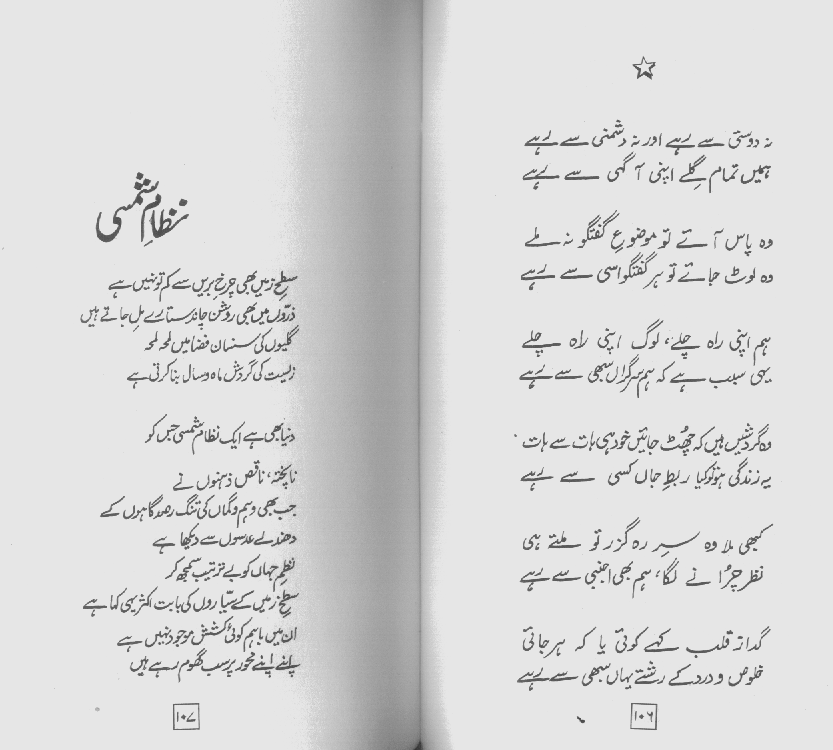 نہ دوستی سے رہے اور نہ دشمنی سے رہے
ہمیں تمام گلے اپنی آگہی سے رہے
وہ پاس آئے تو موضوعِ گفتگو نہ ملے
وہ لوٹ جائے تو ہر گفتگو اسی سے رہے
ہم اپنی راہ چلے، لوگ اپنی راہ چلے
یہی سبب ہے کہ ہم سرگراں سبھی سے رہے
وہ گردشیں ہیں کہ چھٹ جائیں خود ہی ہات سے ہات
یہ زندگی ہو تو کیا ربطِ جاں کسی سے رہے
کبھی ملا وہ سرِ رہ گزر تو ملتے ہی
نظر چرانے لگا، ہم بھی اجنبی سے رہے
گدازِ قلب کہے کوئی یا کہ ہرجائی
خلوص و درد کے رشتے یہاں سبھی سے رہے
۱۰۶
نظامِ شمسی
سطحِ زمیں بھی چرخِ بریں سے کم تو نہیں ہے
ذرّوں میں بھی روشن چاند ستارے مل جاتے ہیں
گلیوں کی سنسان فضا میں لمحہ لمحہ
زیست کی گردش ماہ و سال بنا کرتی ہے
دنیا بھی ہے ایک نظامِ شمسی جس کو
ناپختہ، ناقص ذہنوں نے
جب بھی وہم و گماں کی تنگ رصدگاہوں کے
دھندلے عدسوں سے دیکھا ہے
نظمِ جہاں کو بے ترتیب سمجھ کر
سطحِ زمیں کے سیّاروں کی بابت اکثر یہی کہا ہے
ان میں باہم کوئی کشش موجود نہیں ہے
اپنے اپنے محور پر سب گھوم رہے ہیں
۱۰۷